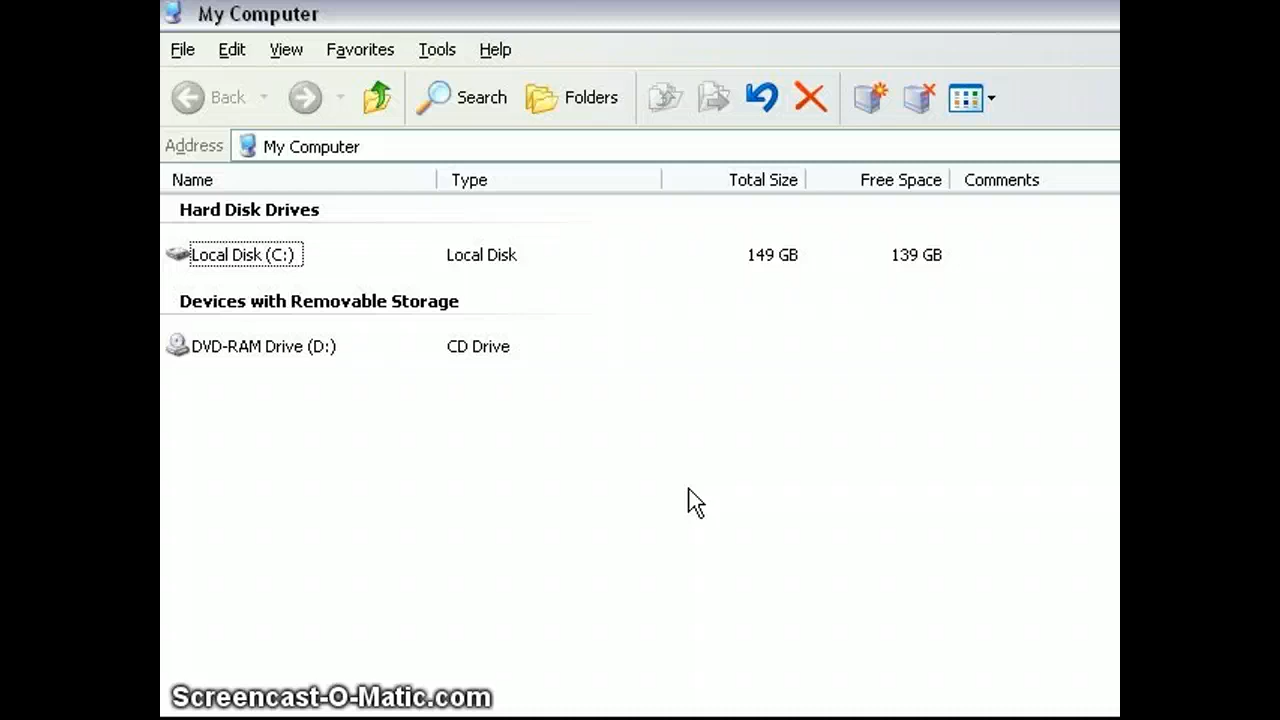 My Computer
File Edit View Favorites Tools Help
Back Search Folders
Address My Computer
Name Type Total Size Free Space Comments
Hard Disk Drives
Local Disk (C:) Local Disk 149 GB 139 GB
Devices with Removable Storage
DVD-RAM Drive (D:) CD Drive
Screencast-O-Matic.com